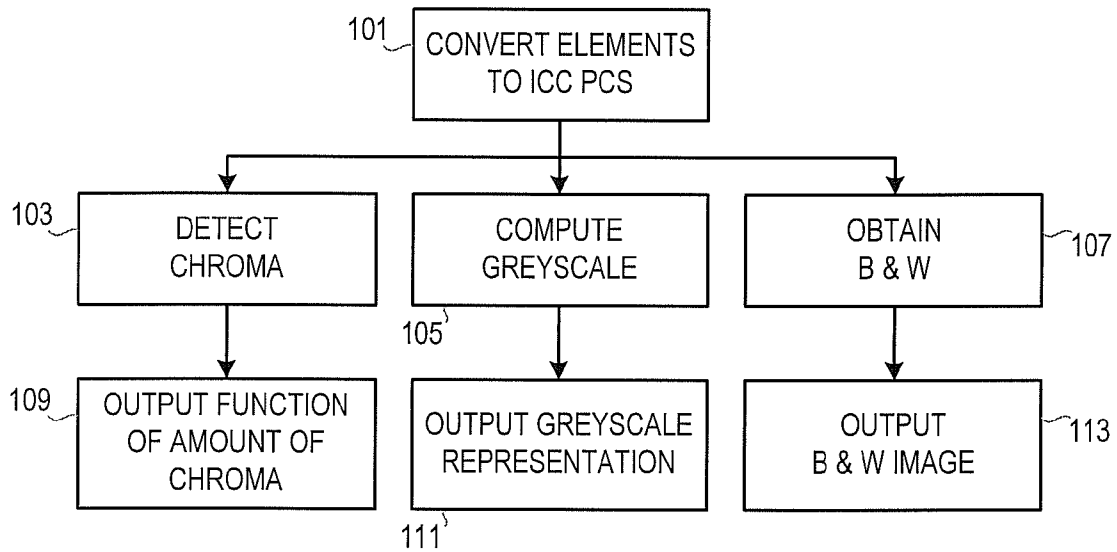 101
CONVERT ELEMENTS
TO ICC PCS
103
DETECT
CHROMA
COMPUTE
GREYSCALE
105
OBTAIN
B & W
107
109
OUTPUT FUNCTION
OF AMOUNT OF
CHROMA
OUTPUT GREYSCALE
REPRESENTATION
111
OUTPUT
B & W IMAGE
113